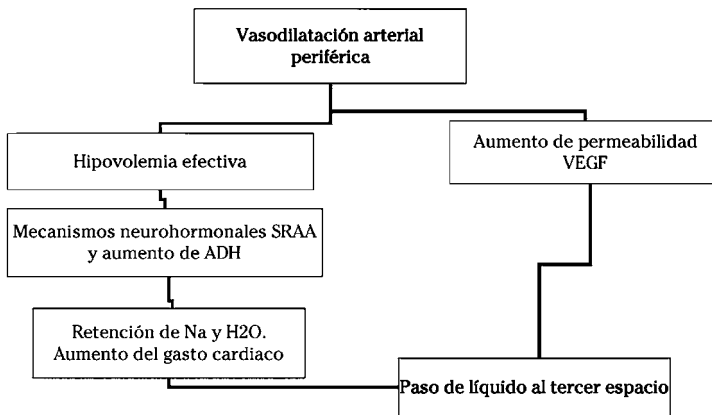 Vasodilatación arterial
periférica
Hipovolemia efectiva
Aumento de permeabilidad
VEGF
Mecanismos neurohormonales SRAA
y aumento de ADH
Retención de Na y H2O.
Aumento del gasto cardiaco
Paso de líquido al tercer espacio